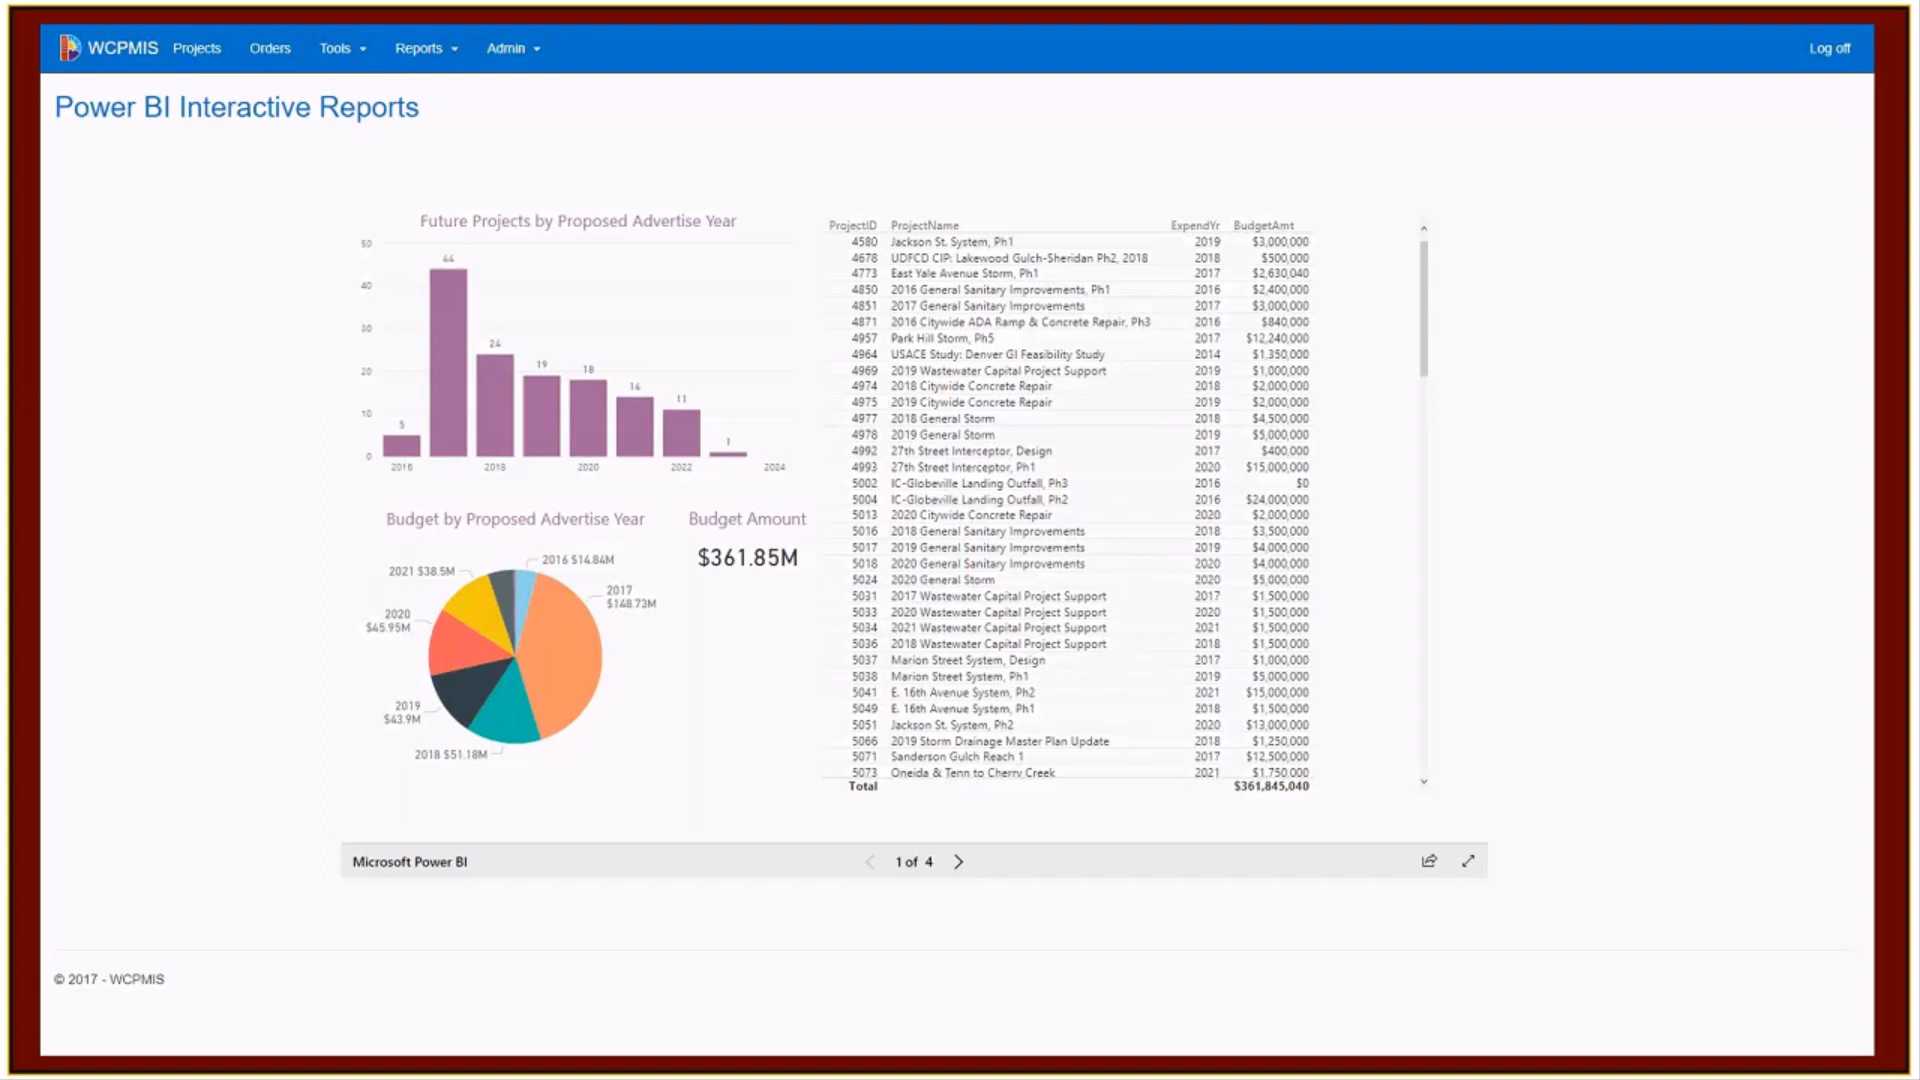 WCPMIS Projects Orders Tools Reports Admin Log off
Power BI Interactive Reports
Future Projects by Proposed Advertise Year
50
40
30
20
10
0
5
44
24
19
18
14
11
1
2016 2018 2020 2022 2024
Budget by Proposed Advertise Year
2016 $14.84M
2017
$148.73M
2018 $51.18M
2019
$43.9M
2020
$45.95M
2021 $38.5M
Budget Amount
$361.85M
ProjectID ProjectName ExpendYr BudgetAmt
4580 Jackson St. System, Ph1 2019 $3,000,000
4678 UDFCD CIP: Lakewood Gulch-Sheridan Ph2, 2018 2018 $500,000
4773 East Yale Avenue Storm, Ph1 2017 $2,630,040
4850 2016 General Sanitary Improvements, Ph1 2016 $2,400,000
4851 2017 General Sanitary Improvements 2017 $3,000,000
4871 2016 Citywide ADA Ramp & Concrete Repair, Ph3 2016 $840,000
4957 Park Hill Storm, Ph5 2017 $12,240,000
4964 USACE Study: Denver GI Feasibility Study 2014 $1,350,000
4969 2019 Wastewater Capital Project Support 2019 $1,000,000
4974 2018 Citywide Concrete Repair 2018 $2,000,000
4975 2019 Citywide Concrete Repair 2019 $2,000,000
4977 2018 General Storm 2018 $4,500,000
4978 2019 General Storm 2019 $5,000,000
4992 27th Street Interceptor, Design 2017 $400,000
4993 27th Street Interceptor, Ph1 2020 $15,000,000
5002 IC-Globeville Landing Outfall, Ph3 2016 $0
5004 IC-Globeville Landing Outfall, Ph2 2016 $24,000,000
5013 2020 Citywide Concrete Repair 2020 $2,000,000
5016 2018 General Sanitary Improvements 2018 $3,500,000
5017 2019 General Sanitary Improvements 2019 $4,000,000
5018 2020 General Sanitary Improvements 2020 $4,000,000
5024 2020 General Storm 2020 $5,000,000
5031 2017 Wastewater Capital Project Support 2017 $1,500,000
5033 2020 Wastewater Capital Project Support 2020 $1,500,000
5034 2021 Wastewater Capital Project Support 2021 $1,500,000
5036 2018 Wastewater Capital Project Support 2018 $1,500,000
5037 Marion Street System, Design 2017 $1,000,000
5038 Marion Street System, Ph1 2019 $5,000,000
5041 E. 16th Avenue System, Ph2 2021 $15,000,000
5049 E. 16th Avenue System, Ph1 2018 $1,500,000
5051 Jackson St. System, Ph2 2020 $13,000,000
5066 2019 Storm Drainage Master Plan Update 2018 $1,250,000
5071 Sanderson Gulch Reach 1 2017 $12,500,000
5073 Oneida & Tenn to Cherry Creek 2021 $1,750,000
Total $361,845,040
Microsoft Power BI 1 of 4
© 2017 - WCPMIS